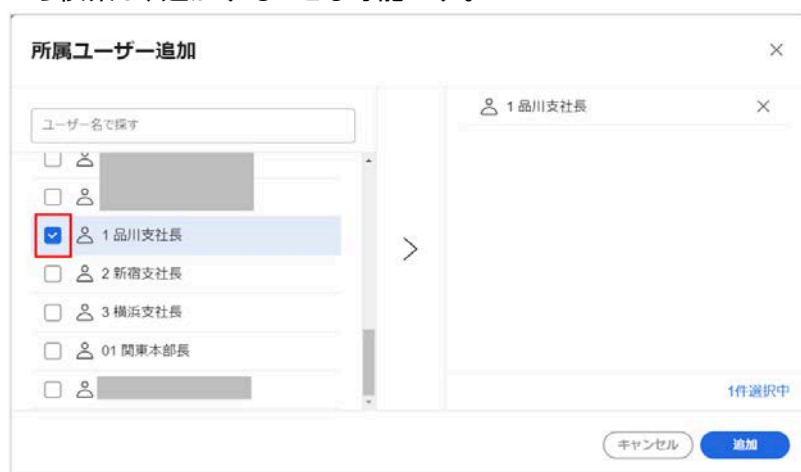 所属ユーザー追加
ユーザー名で探す
1 品川支社長
2 新宿支社長
3 横浜支社長
01 関東本部長
1 品川支社長
1件選択中
キャンセル
追加